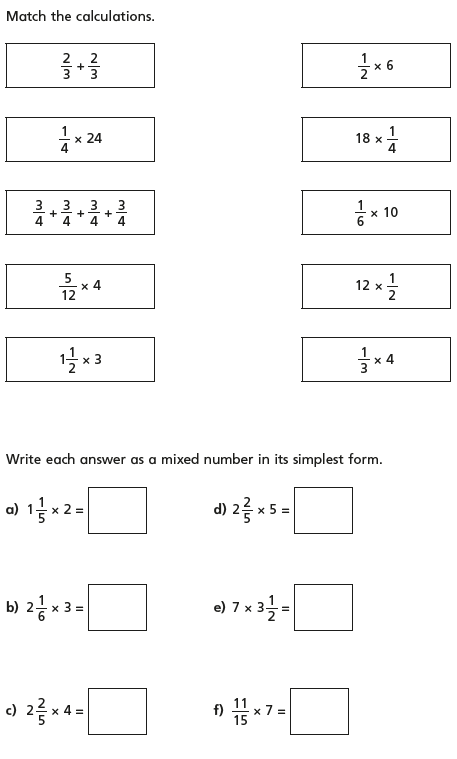 Match the calculations.
2/3 + 2/3
1/2 × 6
1/4 × 24
18 × 1/4
3/4 + 3/4 + 3/4 + 3/4
1/6 × 10
5/12 × 4
12 × 1/2
1 1/2 × 3
1/3 × 4
Write each answer as a mixed number in its simplest form.
a) 1 1/5 × 2 =
d) 2 2/5 × 5 =
b) 2 1/6 × 3 =
e) 7 × 3 1/2 =
c) 2 2/5 × 4 =
f) 11/15 × 7 =